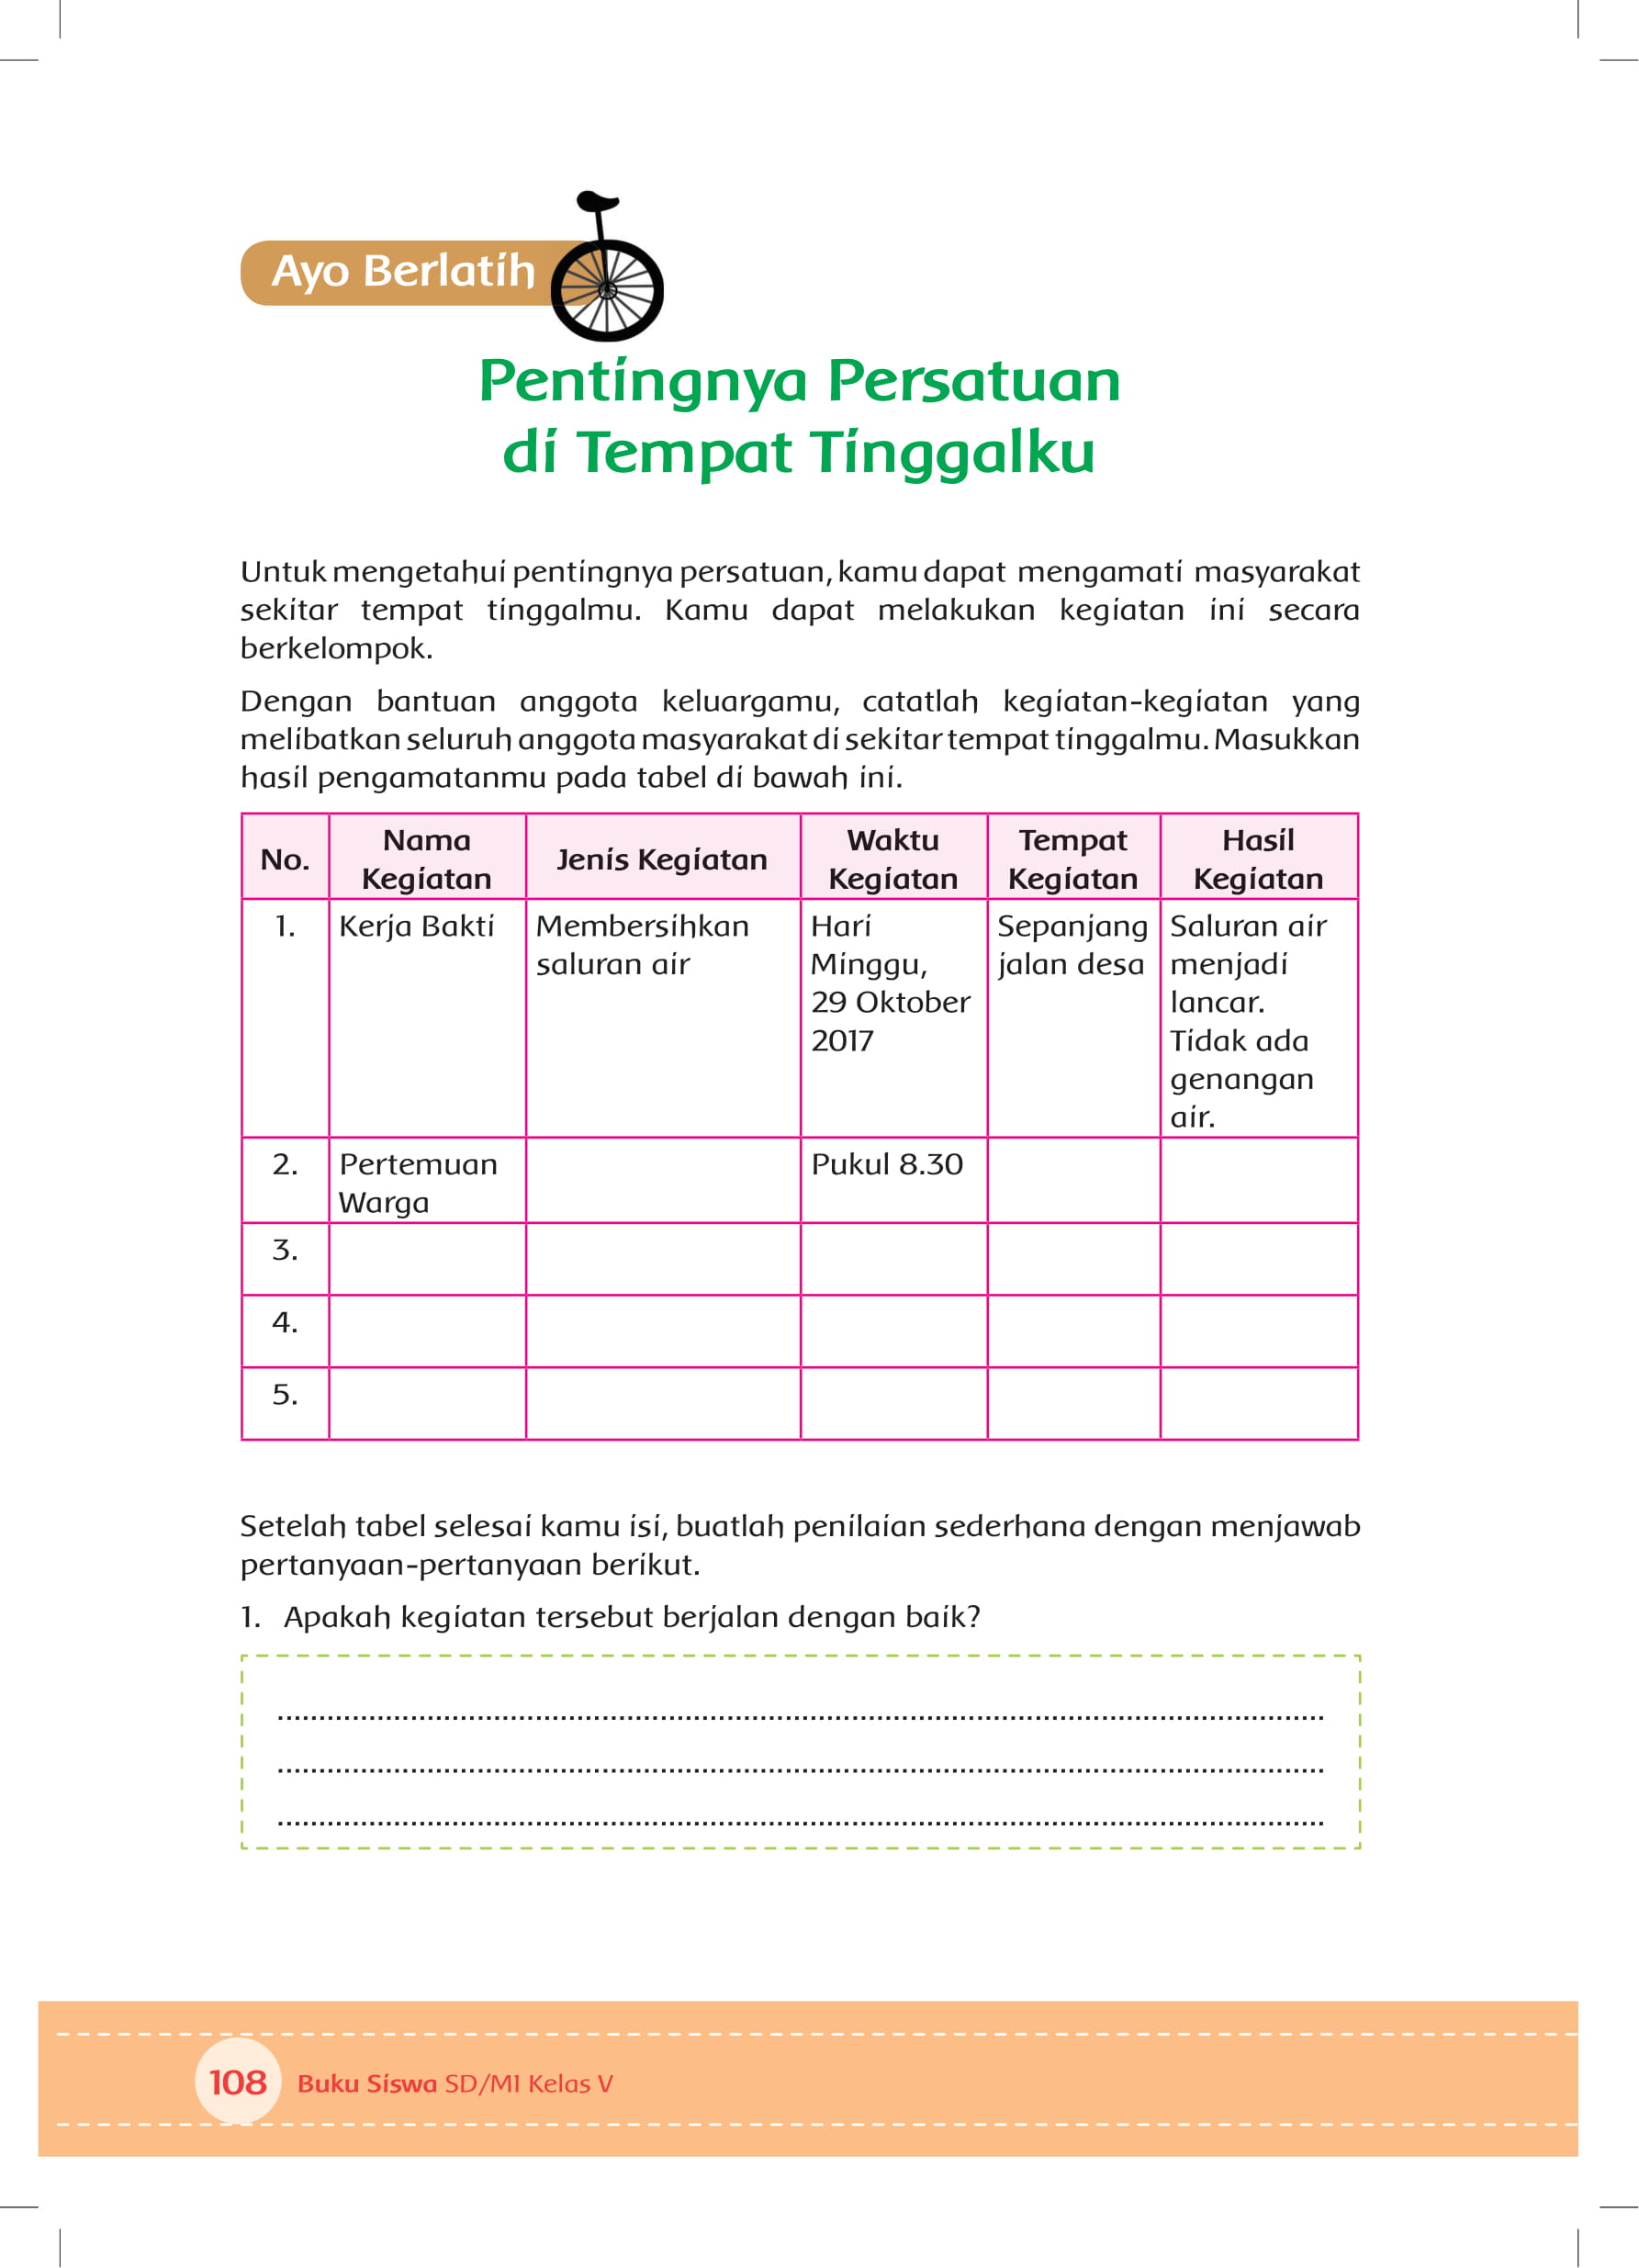 Ayo Berlatih
Pentingnya Persatuan
di Tempat Tinggalku
Untuk mengetahui pentingnya persatuan, kamu dapat mengamati masyarakat
sekitar tempat tinggalmu. Kamu dapat melakukan kegiatan ini secara
berkelompok.
Dengan bantuan anggota keluargamu, catatlah kegiatan-kegiatan yang
melibatkan seluruh anggota masyarakat di sekitar tempat tinggalmu. Masukkan
hasil pengamatanmu pada tabel di bawah ini.
No.
Nama
Kegiatan
Jenis Kegiatan
Waktu
Kegiatan
Tempat
Kegiatan
Hasil
Kegiatan
1.
Kerja Bakti
Membersihkan
saluran air
Hari
Minggu,
29 Oktober
2017
Sepanjang
jalan desa
Saluran air
menjadi
lancar.
Tidak ada
genangan
air.
2.
Pertemuan
Warga
Pukul 8.30
3.
4.
5.
Setelah tabel selesai kamu isi, buatlah penilaian sederhana dengan menjawab
pertanyaan-pertanyaan berikut.
1. Apakah kegiatan tersebut berjalan dengan baik?
108 Buku Siswa SD/MI Kelas V